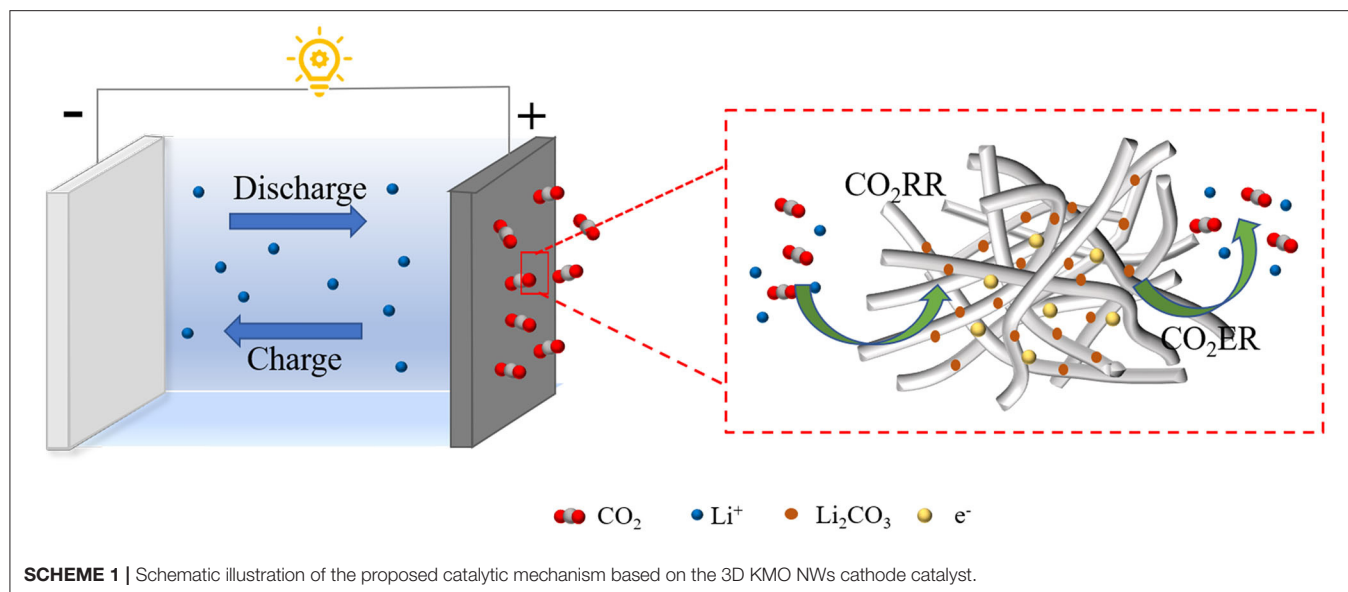 -
+
Discharge
Charge
CO₂RR
CO₂ER
CO₂
Li⁺
Li₂CO₃
e⁻
SCHEME 1 | Schematic illustration of the proposed catalytic mechanism based on the 3D KMO NWs cathode catalyst.